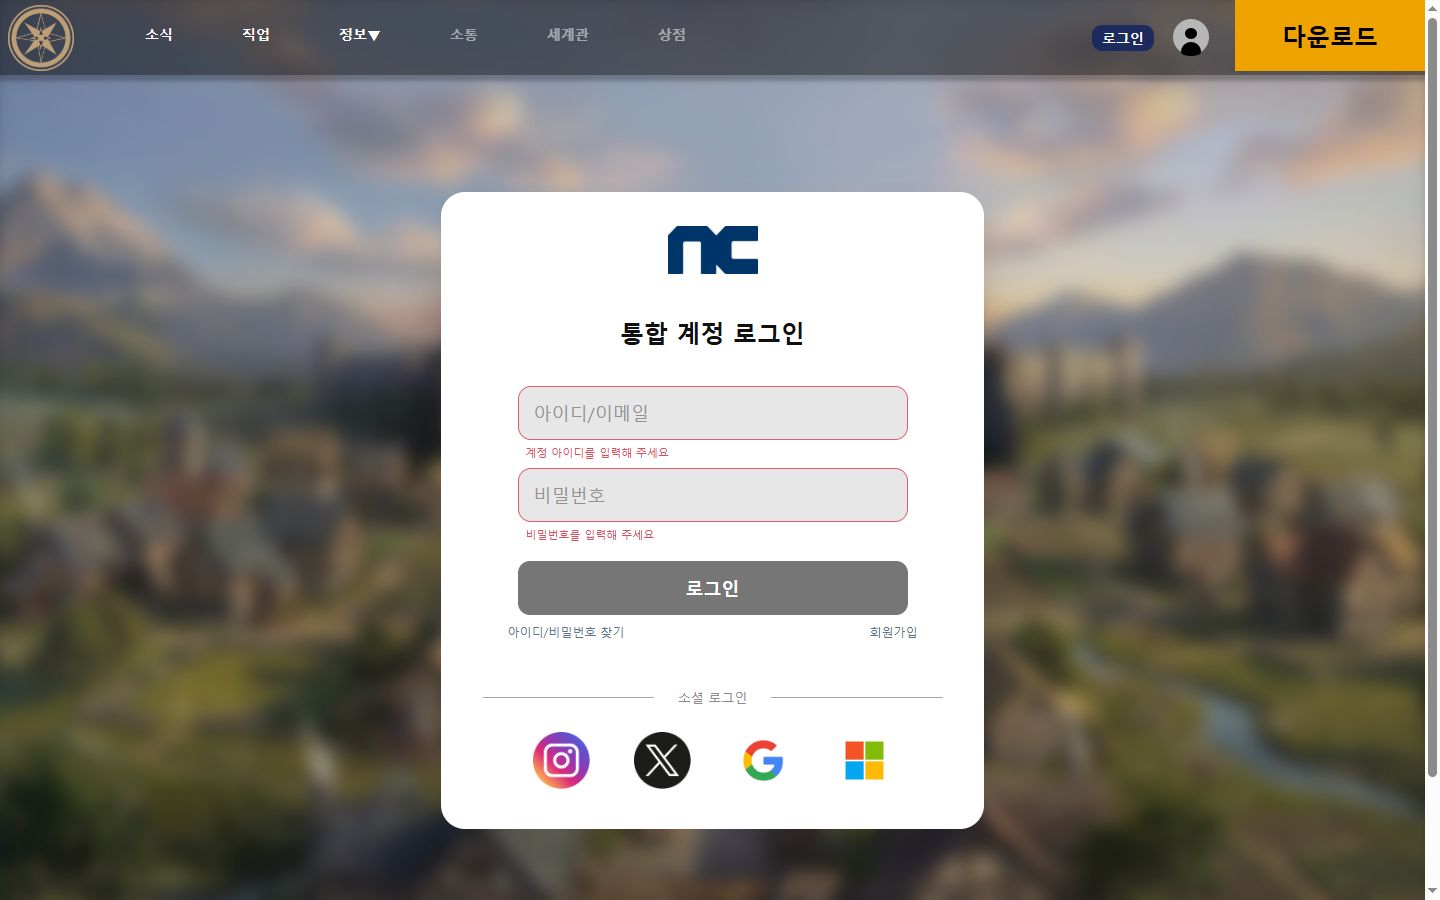 소식 직업 정보▼ 소통 세계관 상점 로그인 다운로드
nc
통합 계정 로그인
아이디/이메일
계정 아이디를 입력해 주세요
비밀번호
비밀번호를 입력해 주세요
로그인
아이디/비밀번호 찾기 회원가입
소셜 로그인